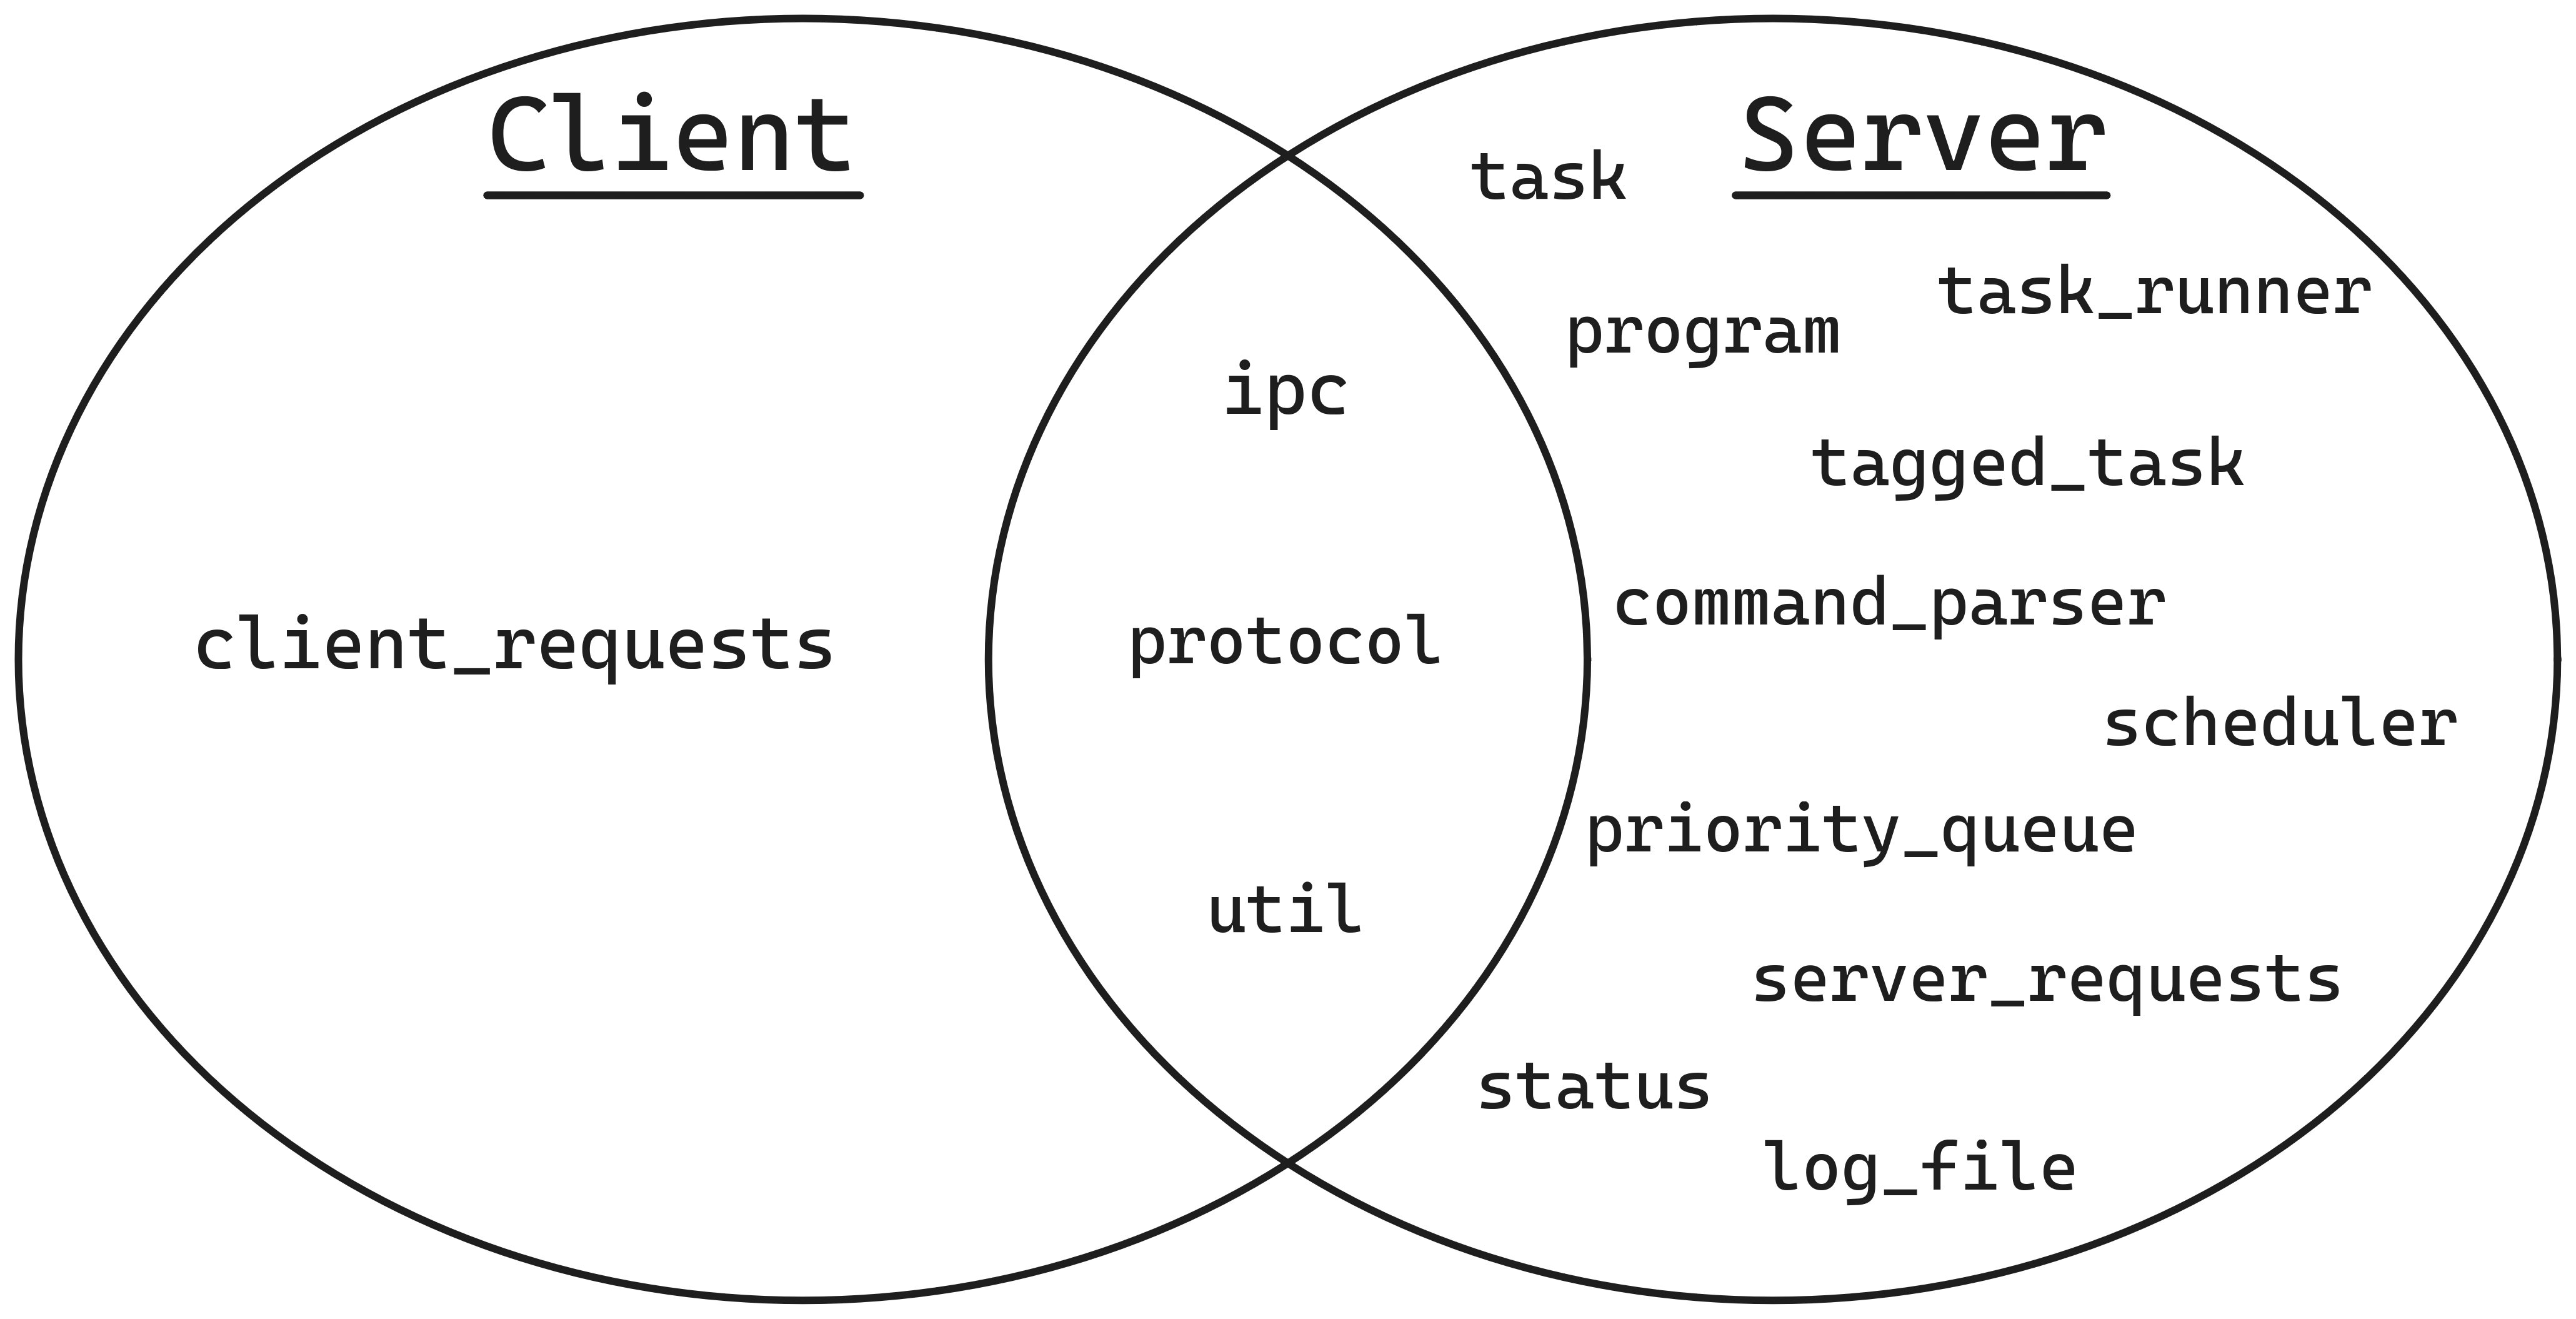 Client
client_requests
ipc
protocol
util
Server
task
task_runner
program
tagged_task
command_parser
scheduler
priority_queue
server_requests
status
log_file